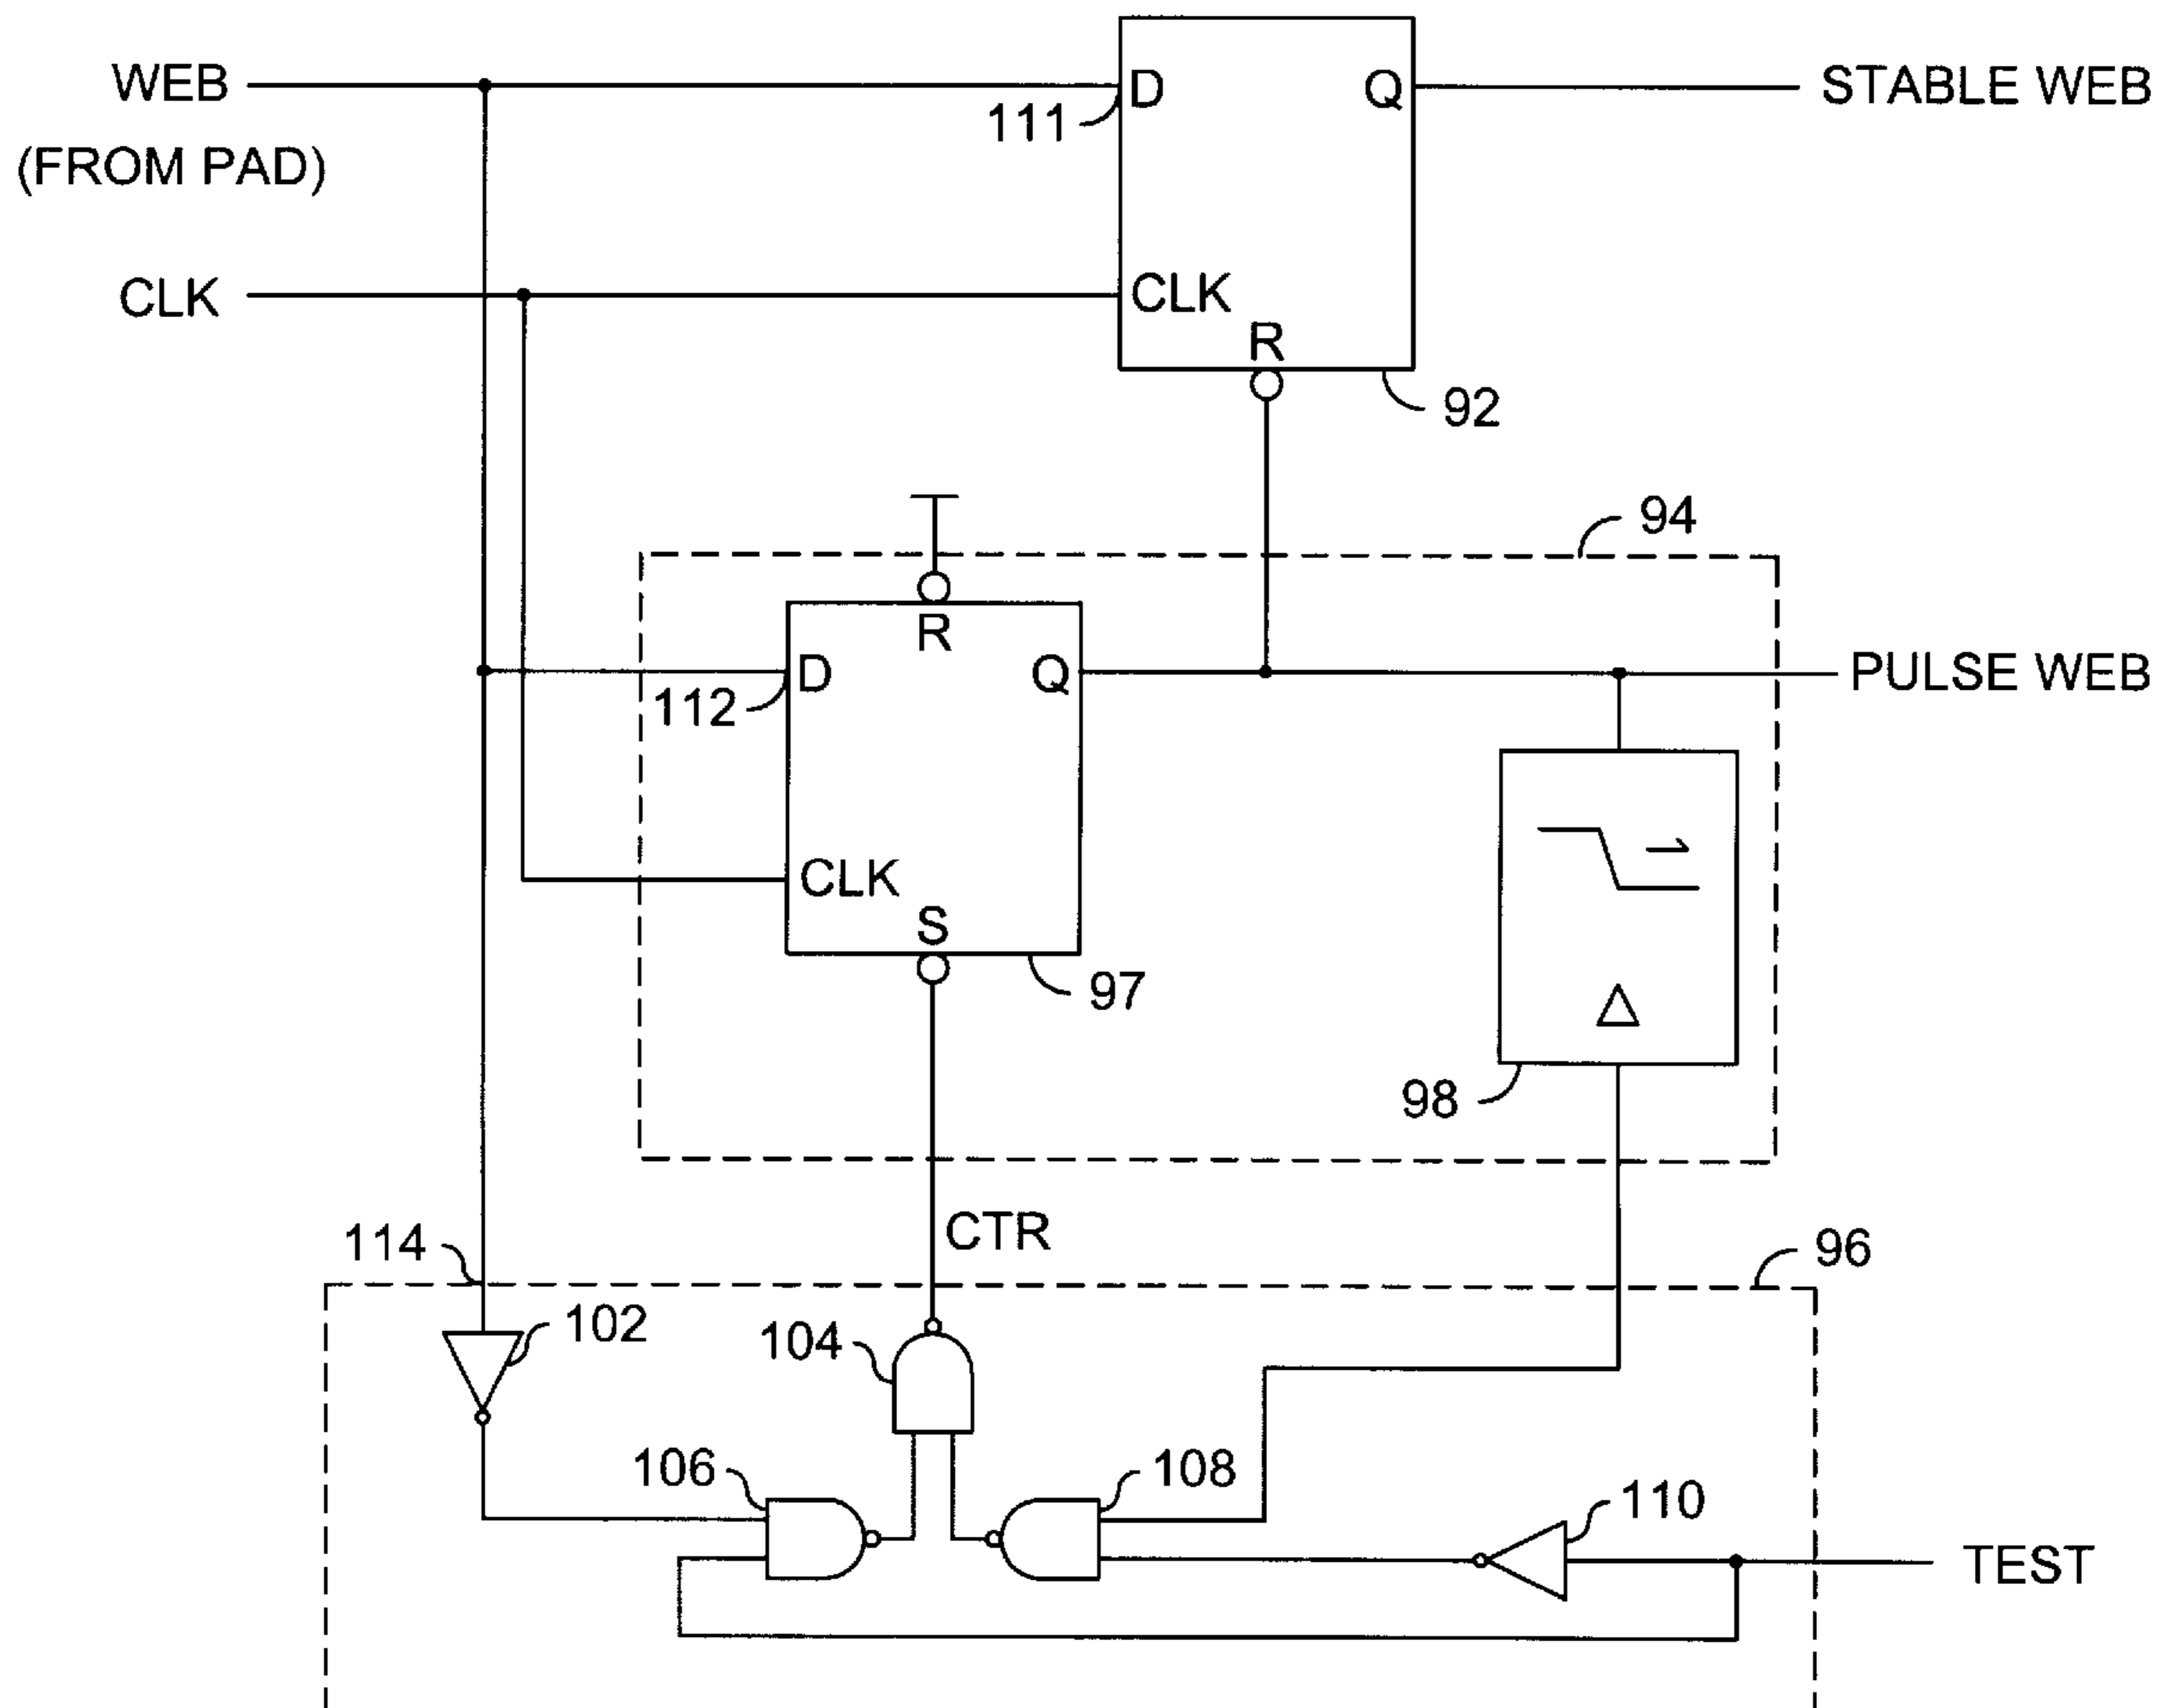 WEB
(FROM PAD)
D
Q
STABLE WEB
111
CLK
CLK
R
92
94
R
D
Q
PULSE WEB
112
CLK
S
97
98
Δ
CTR
114
96
102
104
106
108
110
TEST